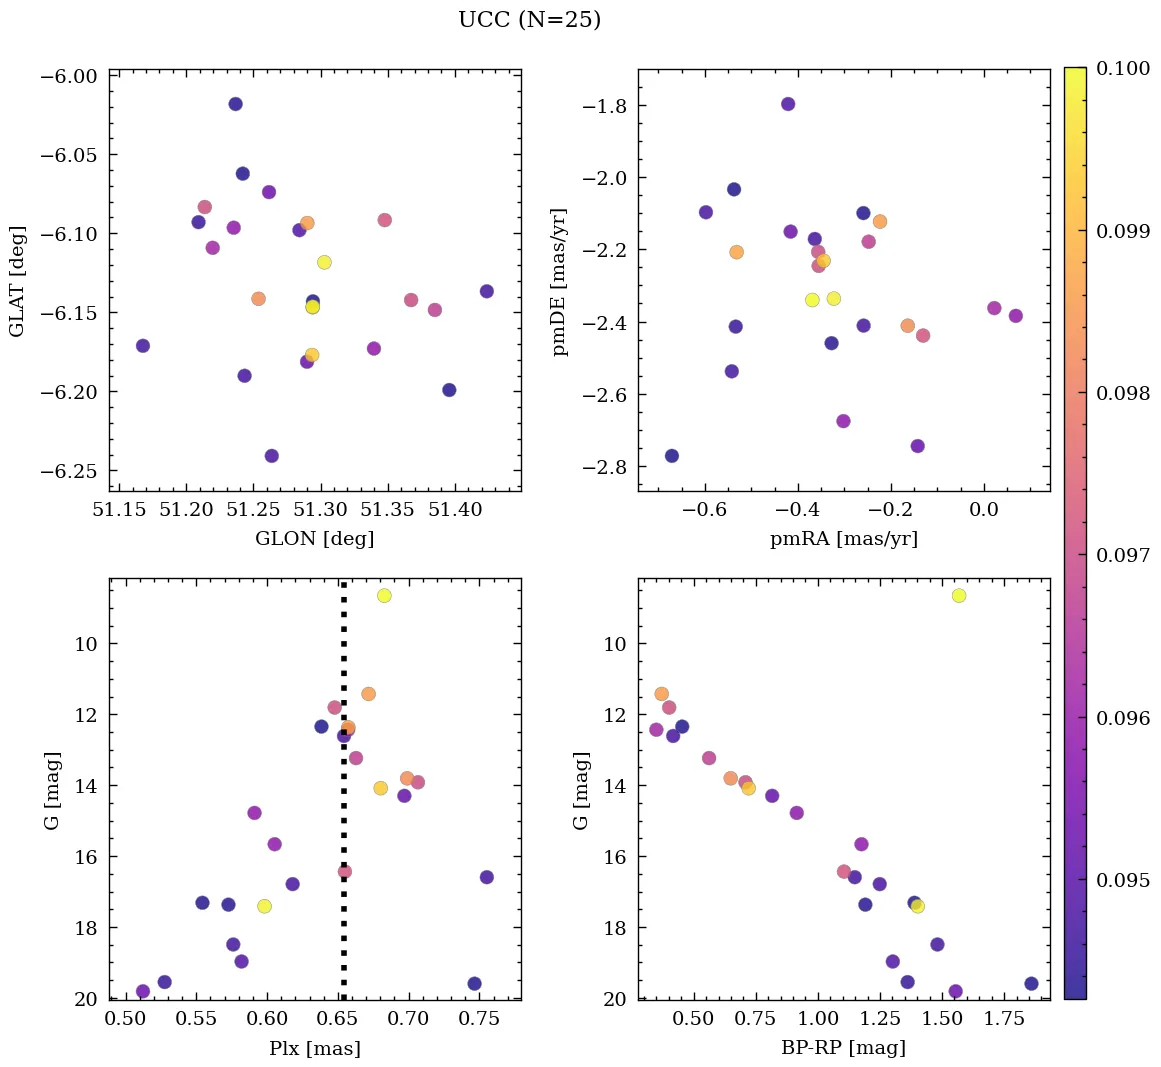 UCC (N=25)
−6.00
−6.05
−6.10
−6.15
−6.20
−6.25
GLAT [deg]
51.15 51.20 51.25 51.30 51.35 51.40
GLON [deg]
−1.8
−2.0
−2.2
−2.4
−2.6
−2.8
pmDE [mas/yr]
−0.6 −0.4 −0.2 0.0
pmRA [mas/yr]
10
12
14
16
18
20
G [mag]
0.50 0.55 0.60 0.65 0.70 0.75
Plx [mas]
10
12
14
16
18
20
G [mag]
0.50 0.75 1.00 1.25 1.50 1.75
BP-RP [mag]
0.100
0.099
0.098
0.097
0.096
0.095